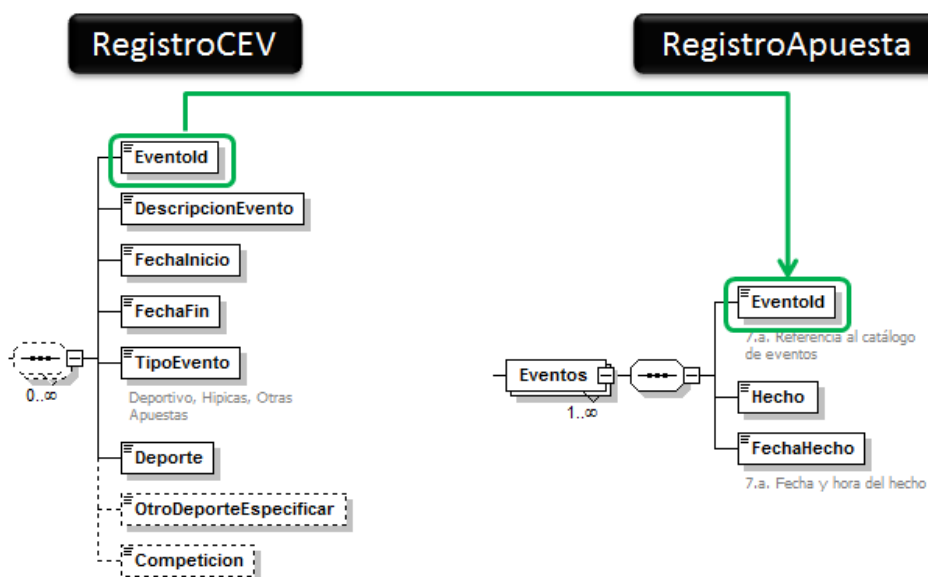 RegistroCEV
RegistroApuesta
EventoId
DescripcionEvento
FechaInicio
FechaFin
TipoEvento
0..∞
Deportivo, Hipicas, Otras
Apuestas
Deporte
OtroDeporteEspecificar
Competicion
EventoId
7.a. Referencia al catálogo
de eventos
Eventos
1..∞
Hecho
FechaHecho
7.a. Fecha y hora del hecho